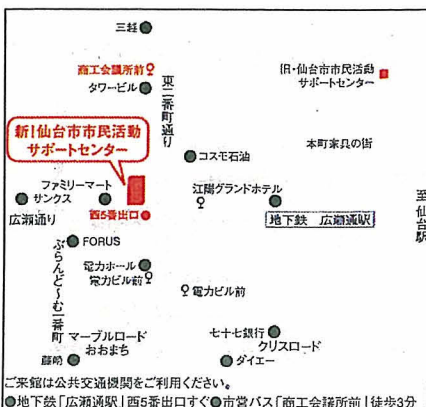 三越
商工会議所前
タワービル
東二番町通り
旧・仙台市市民活動
サポートセンター
新!仙台市市民活動
サポートセンター
本町家具の街
コスモ石油
ファミリーマート
サンクス
江陽グランドホテル
広瀬通り
西5番出口
地下鉄 広瀬通駅
至仙台駅
FORUS
ぶらんど〜む一番町
電力ホール
電力ビル前
電力ビル前
マーブルロード
おおまち
七十七銀行
クリスロード
藤崎
ダイエー
ご来館は公共交通機関をご利用ください。
●地下鉄「広瀬通駅」西5番出口すぐ●市営バス「商工会議所前」徒歩3分